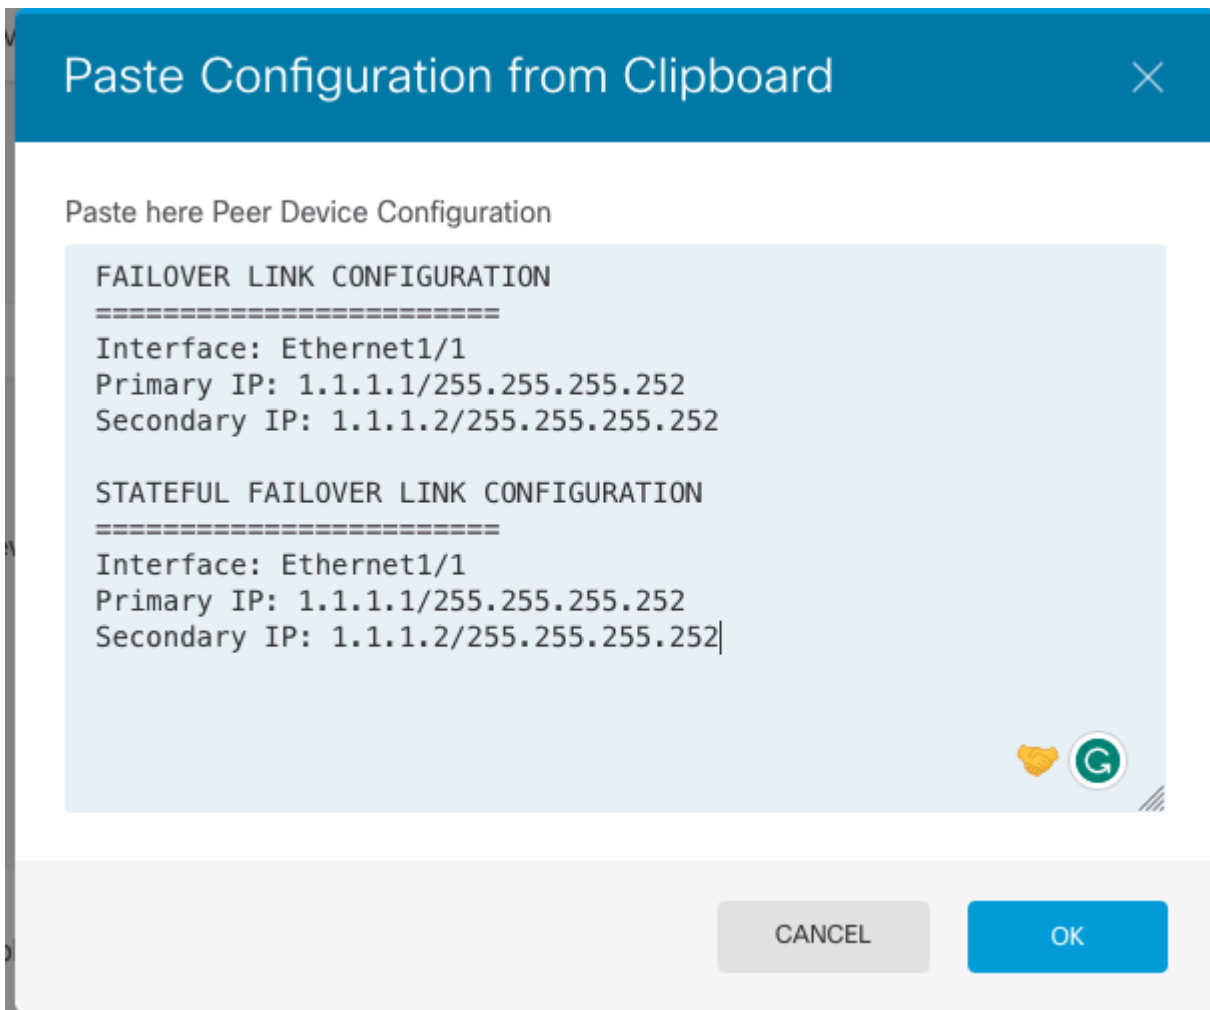 Paste Configuration from Clipboard
Paste here Peer Device Configuration
FAILOVER LINK CONFIGURATION
========================
Interface: Ethernet1/1
Primary IP: 1.1.1.1/255.255.255.252
Secondary IP: 1.1.1.2/255.255.255.252
STATEFUL FAILOVER LINK CONFIGURATION
========================
Interface: Ethernet1/1
Primary IP: 1.1.1.1/255.255.255.252
Secondary IP: 1.1.1.2/255.255.255.252
CANCEL
OK